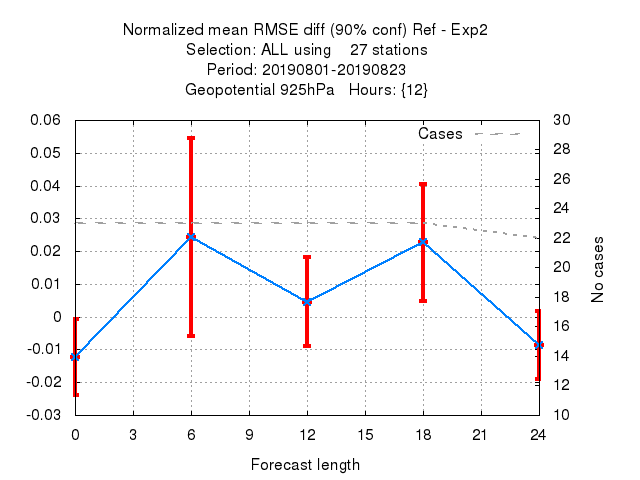 Normalized mean RMSE diff (90% conf) Ref - Exp2
Selection: ALL using    27 stations
Period: 20190801-20190823
Geopotential 925hPa   Hours: {12}
Cases
0.06
0.05
0.04
0.03
0.02
0.01
0
-0.01
-0.02
-0.03
30
28
26
24
22
20
18
16
14
12
10
No cases
0 3 6 9 12 15 18 21 24
Forecast length